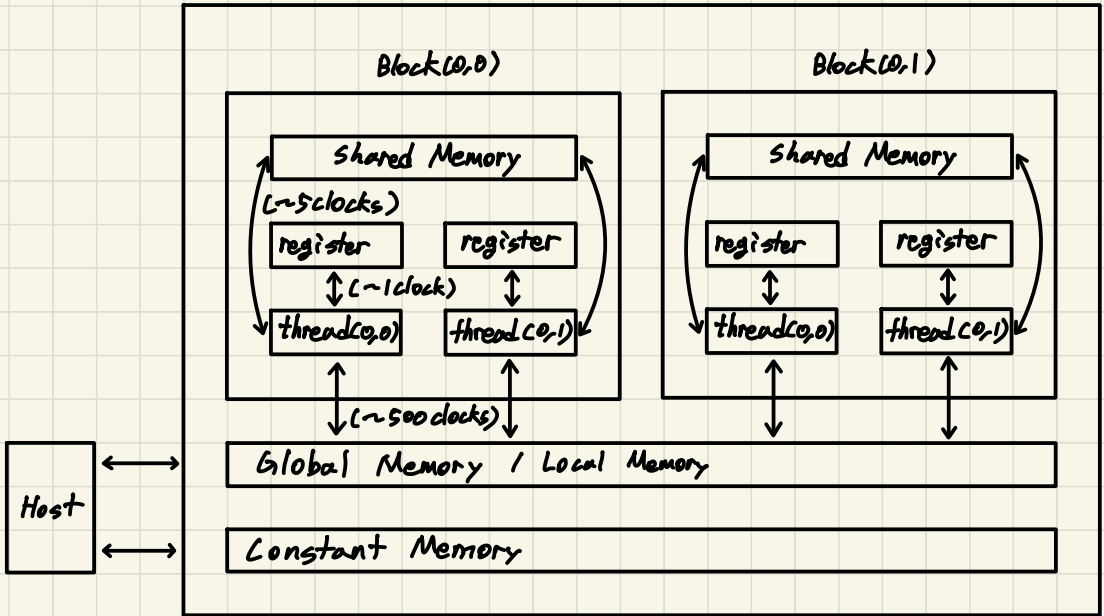 Block(0,0)
Block(0,1)
Shared Memory
Shared Memory
(~5clocks)
register
register
register
register
(~1clock)
thread(0,0)
thread(0,1)
thread(0,0)
thread(0,1)
(~500clocks)
Global Memory / Local Memory
Host
Constant Memory